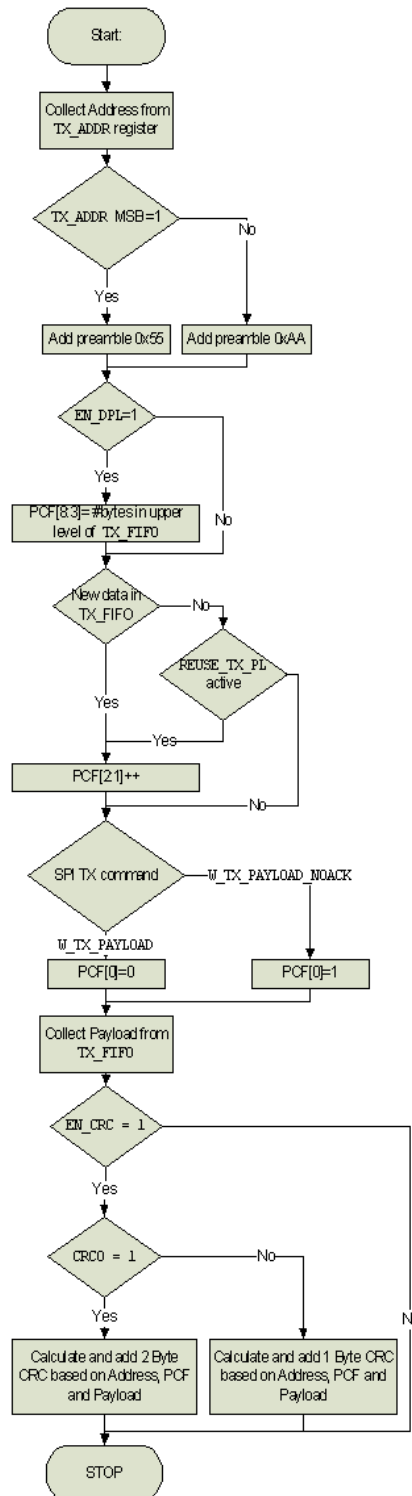 Start:
Collect Address from
TX_ADDR register
TX_ADDR MSB=1
No
Yes
Add preamble 0x55
Add preamble 0xAA
EN_DPL=1
Yes
No
PCF[8:3]= #bytes in upper
level of TX_FIFO
New data in
TX_FIFO
No
REUSE_TX_PL
active
Yes
Yes
PCF[2:1]++
No
SPI TX command
W_TX_PAYLOAD_NOACK
W_TX_PAYLOAD
PCF[0]=0
PCF[0]=1
Collect Payload from
TX_FIFO
EN_CRC = 1
Yes
N
CRCO = 1
No
Yes
Calculate and add 2 Byte
CRC based on Address, PCF
and Payload
Calculate and add 1 Byte CRC
based on Address, PCF and
Payload
STOP